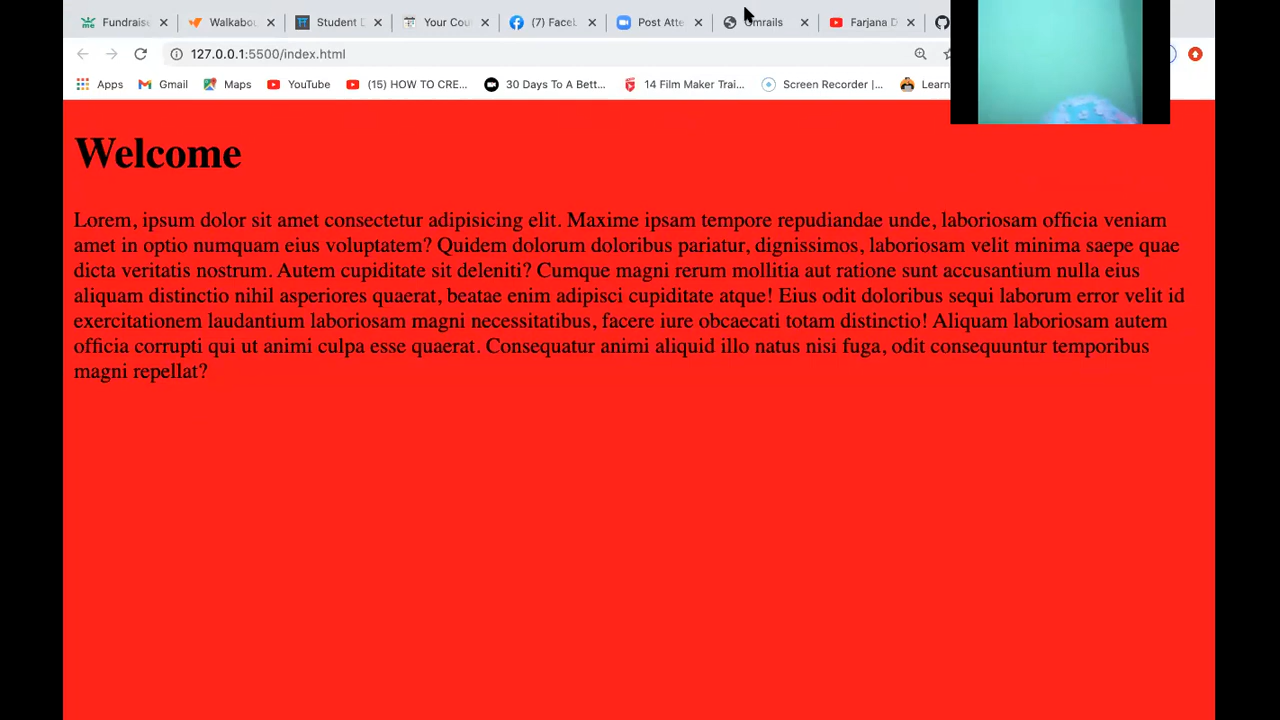 Fundraise Walkabou Student D Your Cou (7) Faceb Post Atte Omrails Farjana D
127.0.0.1:5500/index.html
Apps Gmail Maps YouTube (15) HOW TO CRE... 30 Days To A Bett... 14 Film Maker Trai... Screen Recorder |... Learn
Welcome
Lorem, ipsum dolor sit amet consectetur adipisicing elit. Maxime ipsam tempore repudiandae unde, laboriosam officia veniam
amet in optio numquam eius voluptatem? Quidem dolorum doloribus pariatur, dignissimos, laboriosam velit minima saepe quae
dicta veritatis nostrum. Autem cupiditate sit deleniti? Cumque magni rerum mollitia aut ratione sunt accusantium nulla eius
aliquam distinctio nihil asperiores quaerat, beatae enim adipisci cupiditate atque! Eius odit doloribus sequi laborum error velit id
exercitationem laudantium laboriosam magni necessitatibus, facere iure obcaecati totam distinctio! Aliquam laboriosam autem
officia corrupti qui ut animi culpa esse quaerat. Consequatur animi aliquid illo natus nisi fuga, odit consequuntur temporibus
magni repellat?